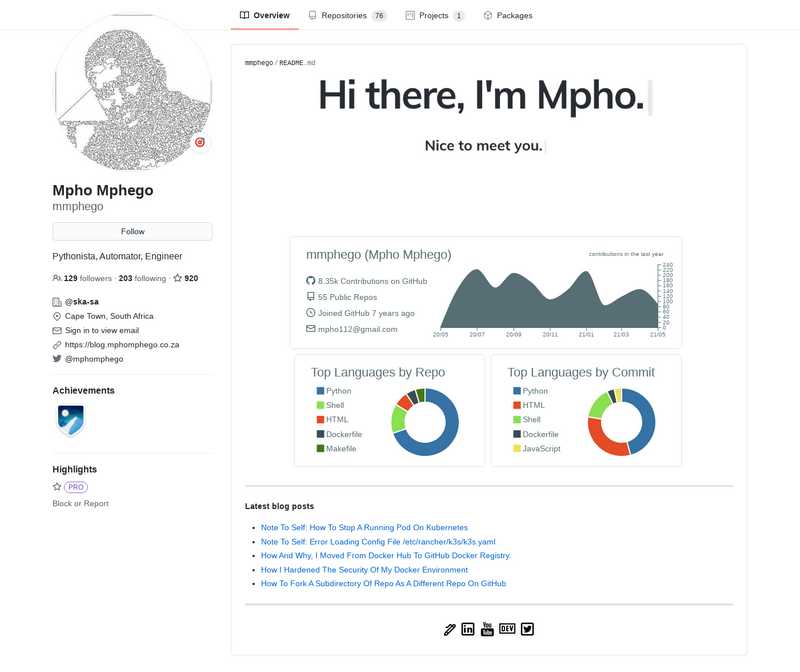 Overview Repositories 76 Projects 1 Packages
Mpho Mphego
mmphego
Follow
Pythonista, Automator, Engineer
129 followers · 203 following · 920
@ska-sa
Cape Town, South Africa
Sign in to view email
https://blog.mphomphego.co.za
@mphomphego
Achievements
Highlights
PRO
Block or Report
mmphego / README.md
Hi there, I'm Mpho.
Nice to meet you.
mmphego (Mpho Mphego)
contributions in the last year
8.35k Contributions on GitHub
55 Public Repos
Joined GitHub 7 years ago
mpho112@gmail.com
240
220
200
180
160
140
120
100
80
60
40
20
0
20/05 20/07 20/09 20/11 21/01 21/03 21/05
Top Languages by Repo
Python
Shell
HTML
Dockerfile
Makefile
Top Languages by Commit
Python
HTML
Shell
Dockerfile
JavaScript
Latest blog posts
Note To Self: How To Stop A Running Pod On Kubernetes
Note To Self: Error Loading Config File /etc/rancher/k3s/k3s.yaml
How And Why, I Moved From Docker Hub To GitHub Docker Registry.
How I Hardened The Security Of My Docker Environment
How To Fork A Subdirectory Of Repo As A Different Repo On GitHub
in You Tube DEV